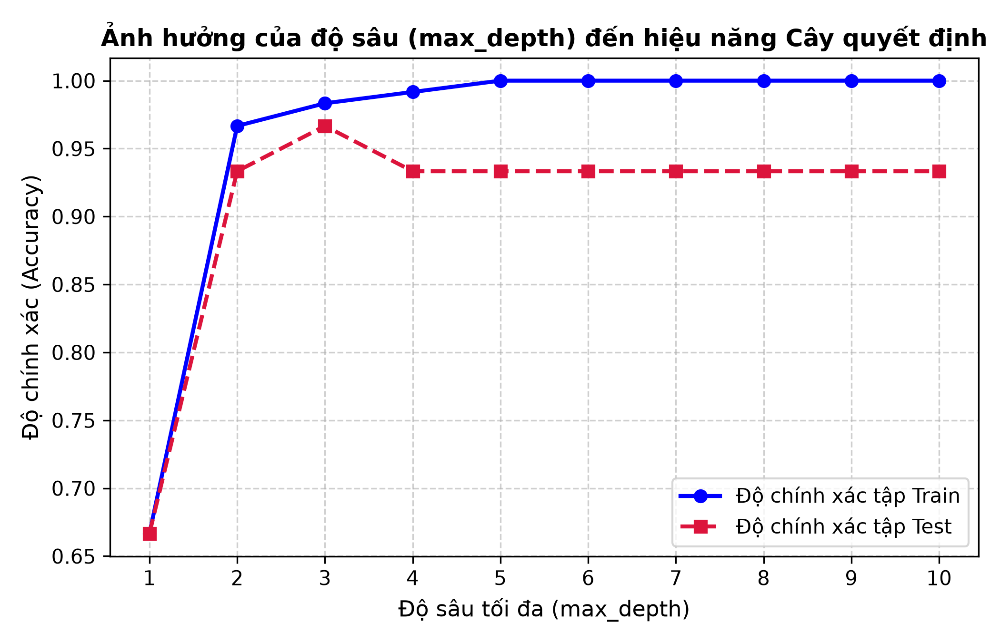 Ảnh hưởng của độ sâu (max_depth) đến hiệu năng Cây quyết định
Độ chính xác (Accuracy)
1.00
0.95
0.90
0.85
0.80
0.75
0.70
0.65
Độ chính xác tập Train
Độ chính xác tập Test
1 2 3 4 5 6 7 8 9 10
Độ sâu tối đa (max_depth)